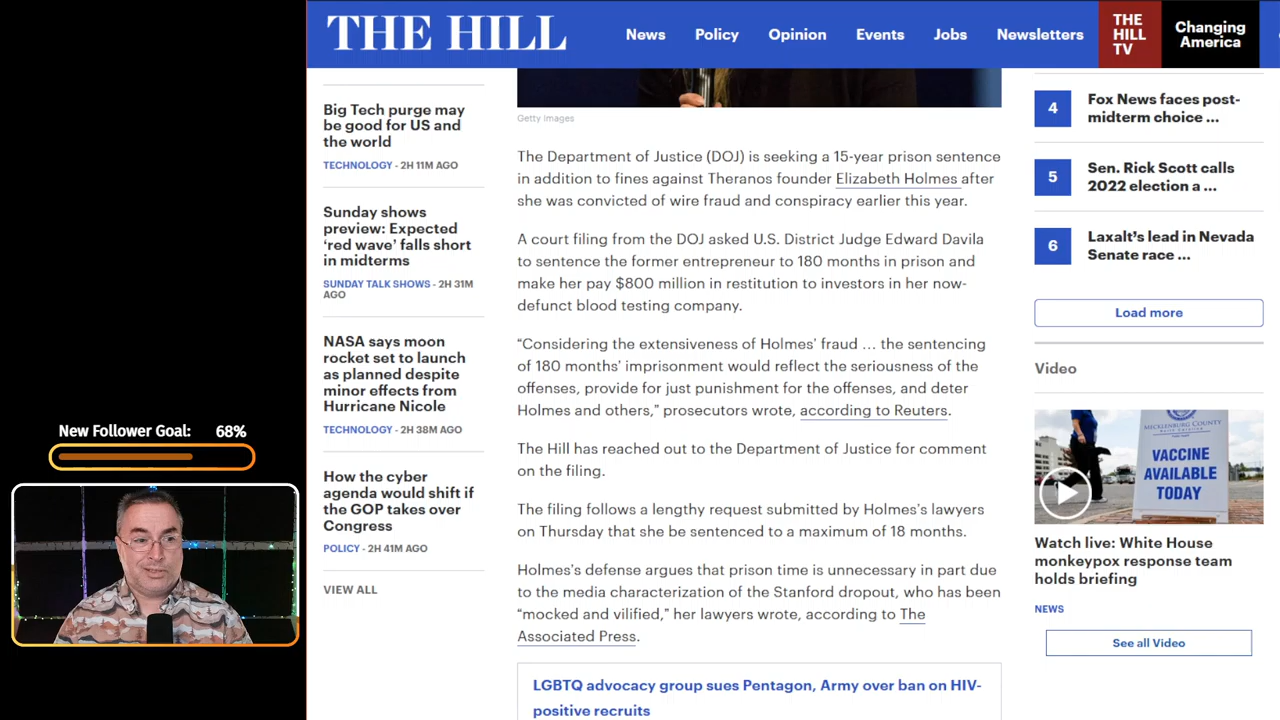 THE HILL
News
Policy
Opinion
Events
Jobs
Newsletters
THE
HILL
TV
Changing
America
Big Tech purge may
be good for US and
the world
TECHNOLOGY - 2H 11M AGO
Sunday shows
preview: Expected
‘red wave’ falls short
in midterms
SUNDAY TALK SHOWS - 2H 31M
AGO
NASA says moon
rocket set to launch
as planned despite
minor effects from
Hurricane Nicole
TECHNOLOGY - 2H 38M AGO
How the cyber
agenda would shift if
the GOP takes over
Congress
POLICY - 2H 41M AGO
VIEW ALL
New Follower Goal: 68%
Getty Images
The Department of Justice (DOJ) is seeking a 15-year prison sentence
in addition to fines against Theranos founder Elizabeth Holmes after
she was convicted of wire fraud and conspiracy earlier this year.
A court filing from the DOJ asked U.S. District Judge Edward Davila
to sentence the former entrepreneur to 180 months in prison and
make her pay $800 million in restitution to investors in her now-
defunct blood testing company.
“Considering the extensiveness of Holmes’ fraud … the sentencing
of 180 months’ imprisonment would reflect the seriousness of the
offenses, provide for just punishment for the offenses, and deter
Holmes and others,” prosecutors wrote, according to Reuters.
The Hill has reached out to the Department of Justice for comment
on the filing.
The filing follows a lengthy request submitted by Holmes’s lawyers
on Thursday that she be sentenced to a maximum of 18 months.
Holmes’s defense argues that prison time is unnecessary in part due
to the media characterization of the Stanford dropout, who has been
“mocked and vilified,” her lawyers wrote, according to The
Associated Press.
LGBTQ advocacy group sues Pentagon, Army over ban on HIV-
positive recruits
4
Fox News faces post-
midterm choice ...
5
Sen. Rick Scott calls
2022 election a ...
6
Laxalt’s lead in Nevada
Senate race ...
Load more
Video
MECKLENBURG COUNTY
VACCINE
AVAILABLE
TODAY
Watch live: White House
monkeypox response team
holds briefing
NEWS
See all Video